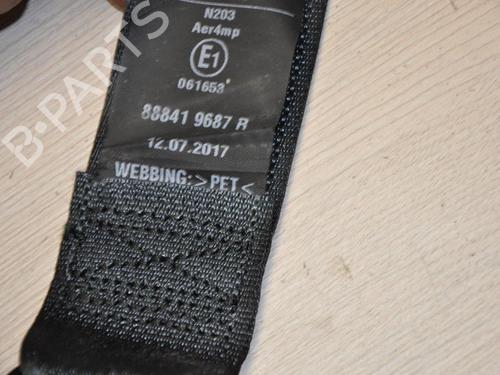 N203
Aer4mp
E1
061653*
88841 9687 R
12.07.2017
WEBBING:>PET<
B-PARTS